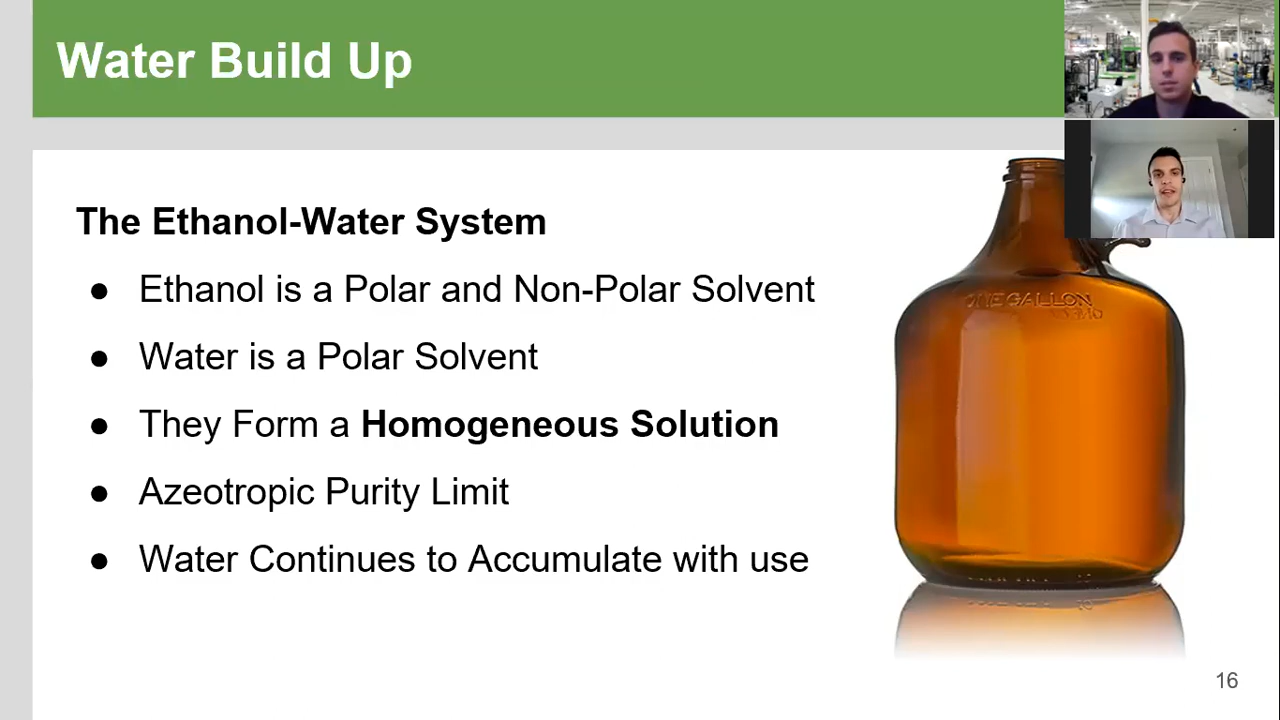 Water Build Up
The Ethanol-Water System
● Ethanol is a Polar and Non-Polar Solvent
● Water is a Polar Solvent
● They Form a Homogeneous Solution
● Azeotropic Purity Limit
● Water Continues to Accumulate with use
ONE GALLON
16